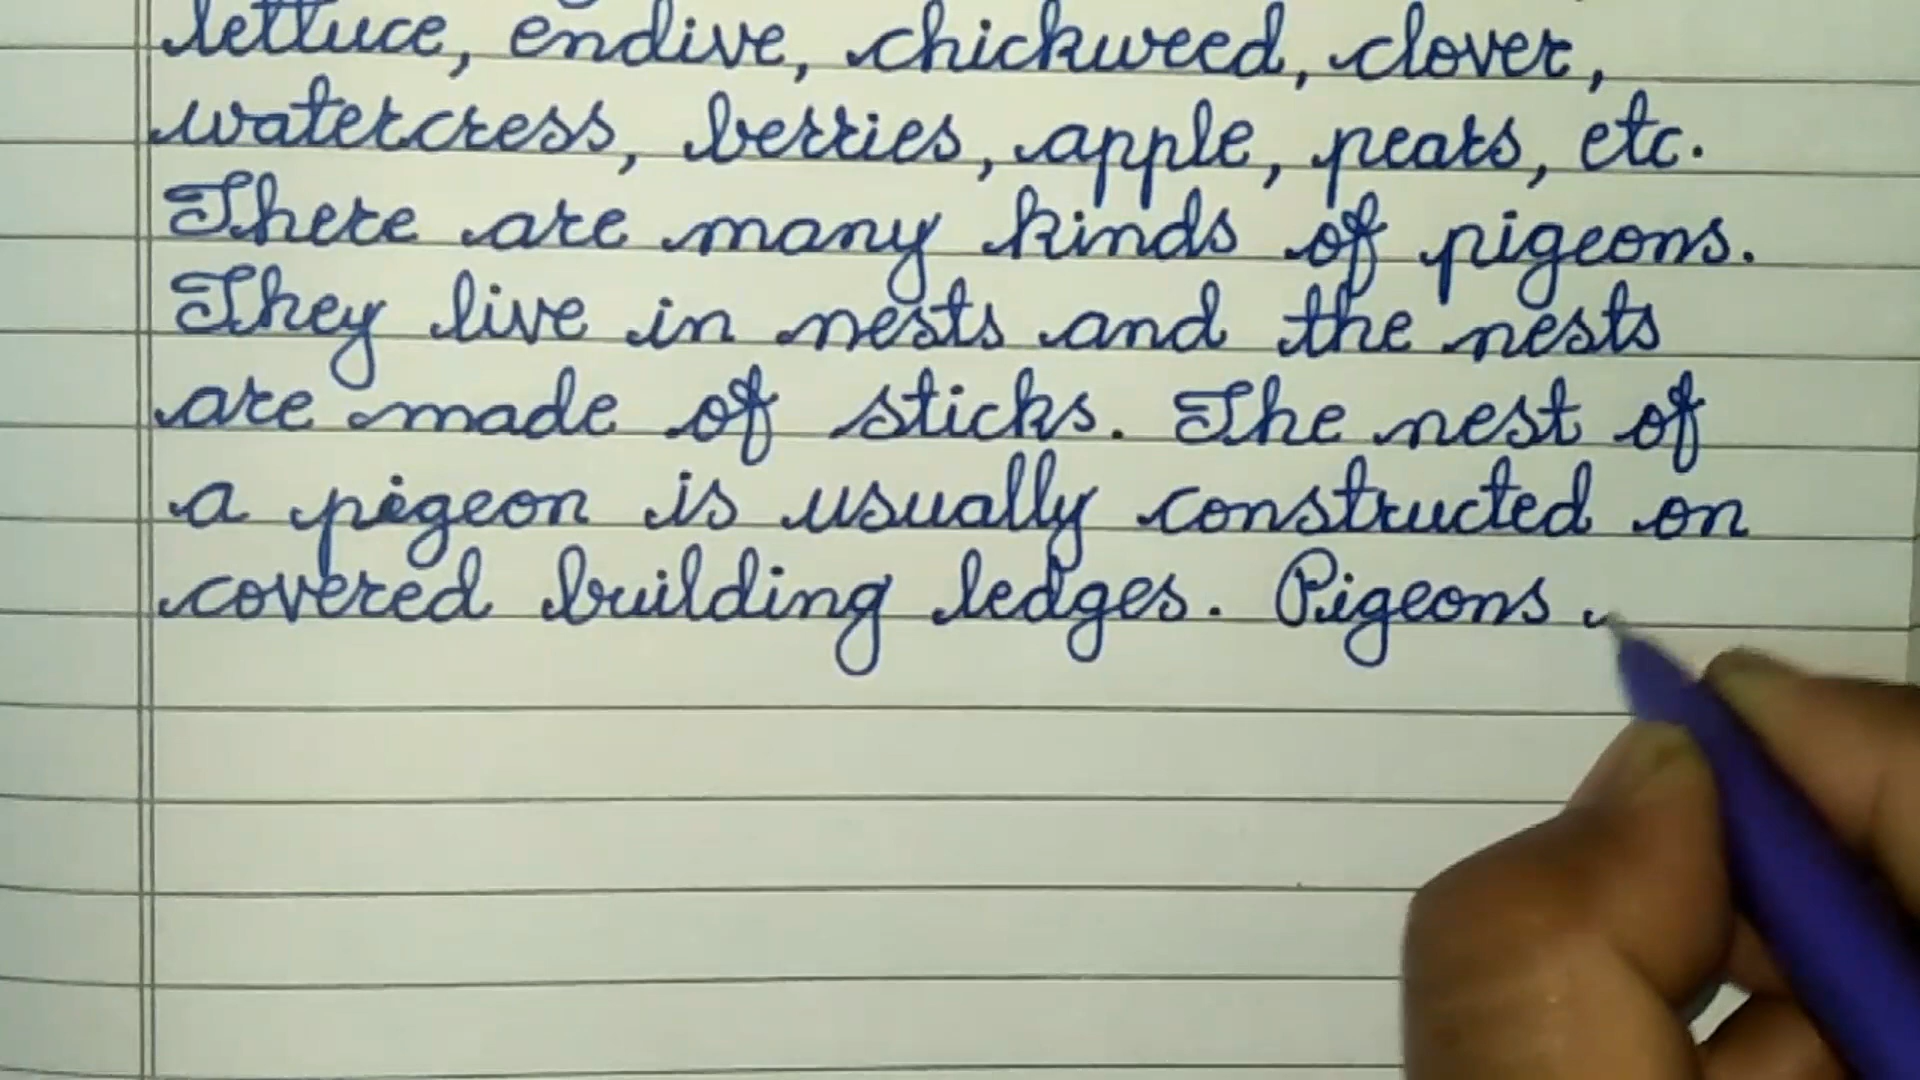 lettuce, endive, chickweed, clover,
watercress, berries, apple, pears, etc.
There are many kinds of pigeons.
They live in nests and the nests
are made of sticks. The nest of
a pigeon is usually constructed on
covered building ledges. Pigeons